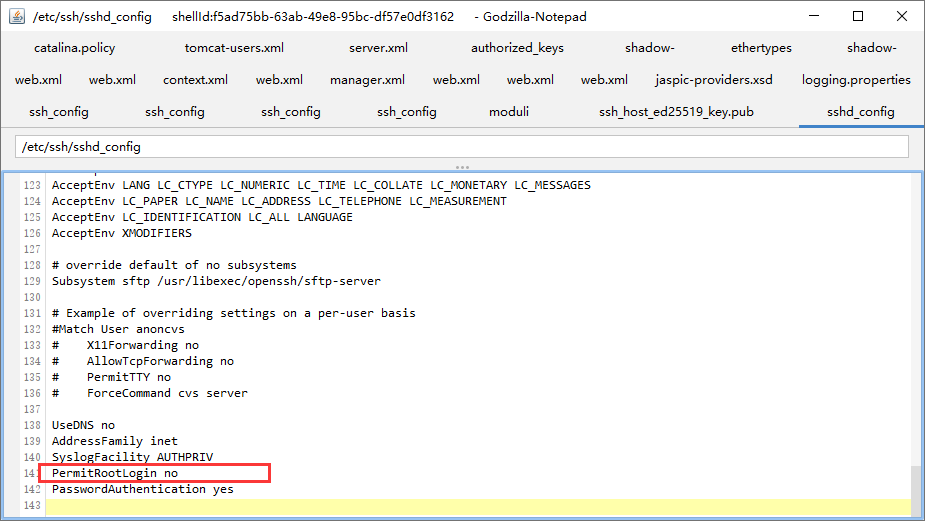 /etc/ssh/sshd_config shellId:f5ad75bb-63ab-49e8-95bc-df57e0df3162 - Godzilla-Notepad
catalina.policy tomcat-users.xml server.xml authorized_keys shadow- ethertypes shadow-
web.xml web.xml context.xml web.xml manager.xml web.xml web.xml web.xml jaspic-providers.xsd logging.properties
ssh_config ssh_config ssh_config ssh_config moduli ssh_host_ed25519_key.pub sshd_config
/etc/ssh/sshd_config
123 AcceptEnv LANG LC_CTYPE LC_NUMERIC LC_TIME LC_COLLATE LC_MONETARY LC_MESSAGES
124 AcceptEnv LC_PAPER LC_NAME LC_ADDRESS LC_TELEPHONE LC_MEASUREMENT
125 AcceptEnv LC_IDENTIFICATION LC_ALL LANGUAGE
126 AcceptEnv XMODIFIERS
127
128 # override default of no subsystems
129 Subsystem sftp /usr/libexec/openssh/sftp-server
130
131 # Example of overriding settings on a per-user basis
132 #Match User anoncvs
133 #    X11Forwarding no
134 #    AllowTcpForwarding no
135 #    PermitTTY no
136 #    ForceCommand cvs server
137
138 UseDNS no
139 AddressFamily inet
140 SyslogFacility AUTHPRIV
141 PermitRootLogin no
142 PasswordAuthentication yes
143